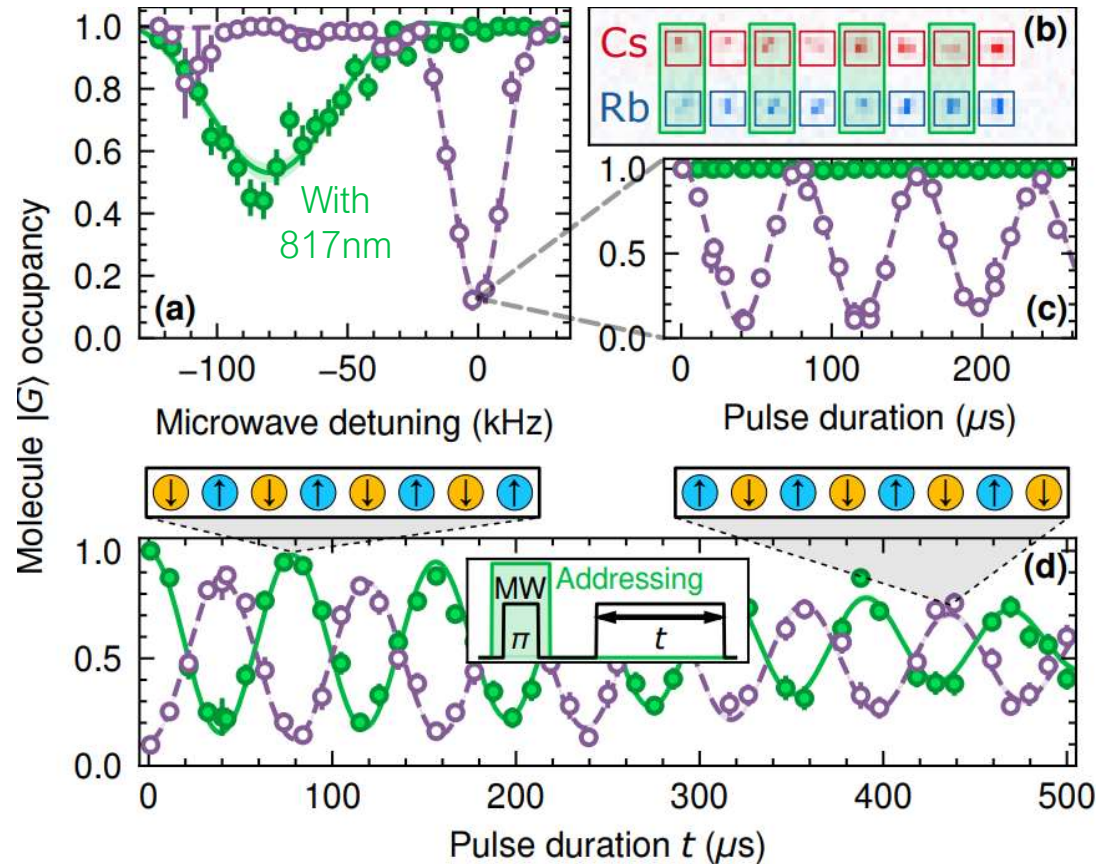 Molecule |G⟩ occupancy
1.0
0.8
0.6
0.4
0.2
0.0
With
817nm
(a)
−100
−50
0
Microwave detuning (kHz)
Cs
(b)
Rb
1.0
0.5
0.0
(c)
0
100
200
Pulse duration (μs)
↓ ↑ ↓ ↑ ↓ ↑ ↓ ↑
↑ ↓ ↑ ↓ ↑ ↓ ↑ ↓
1.0
0.5
0.0
(d)
MW
Addressing
π
t
0
100
200
300
400
500
Pulse duration t (μs)